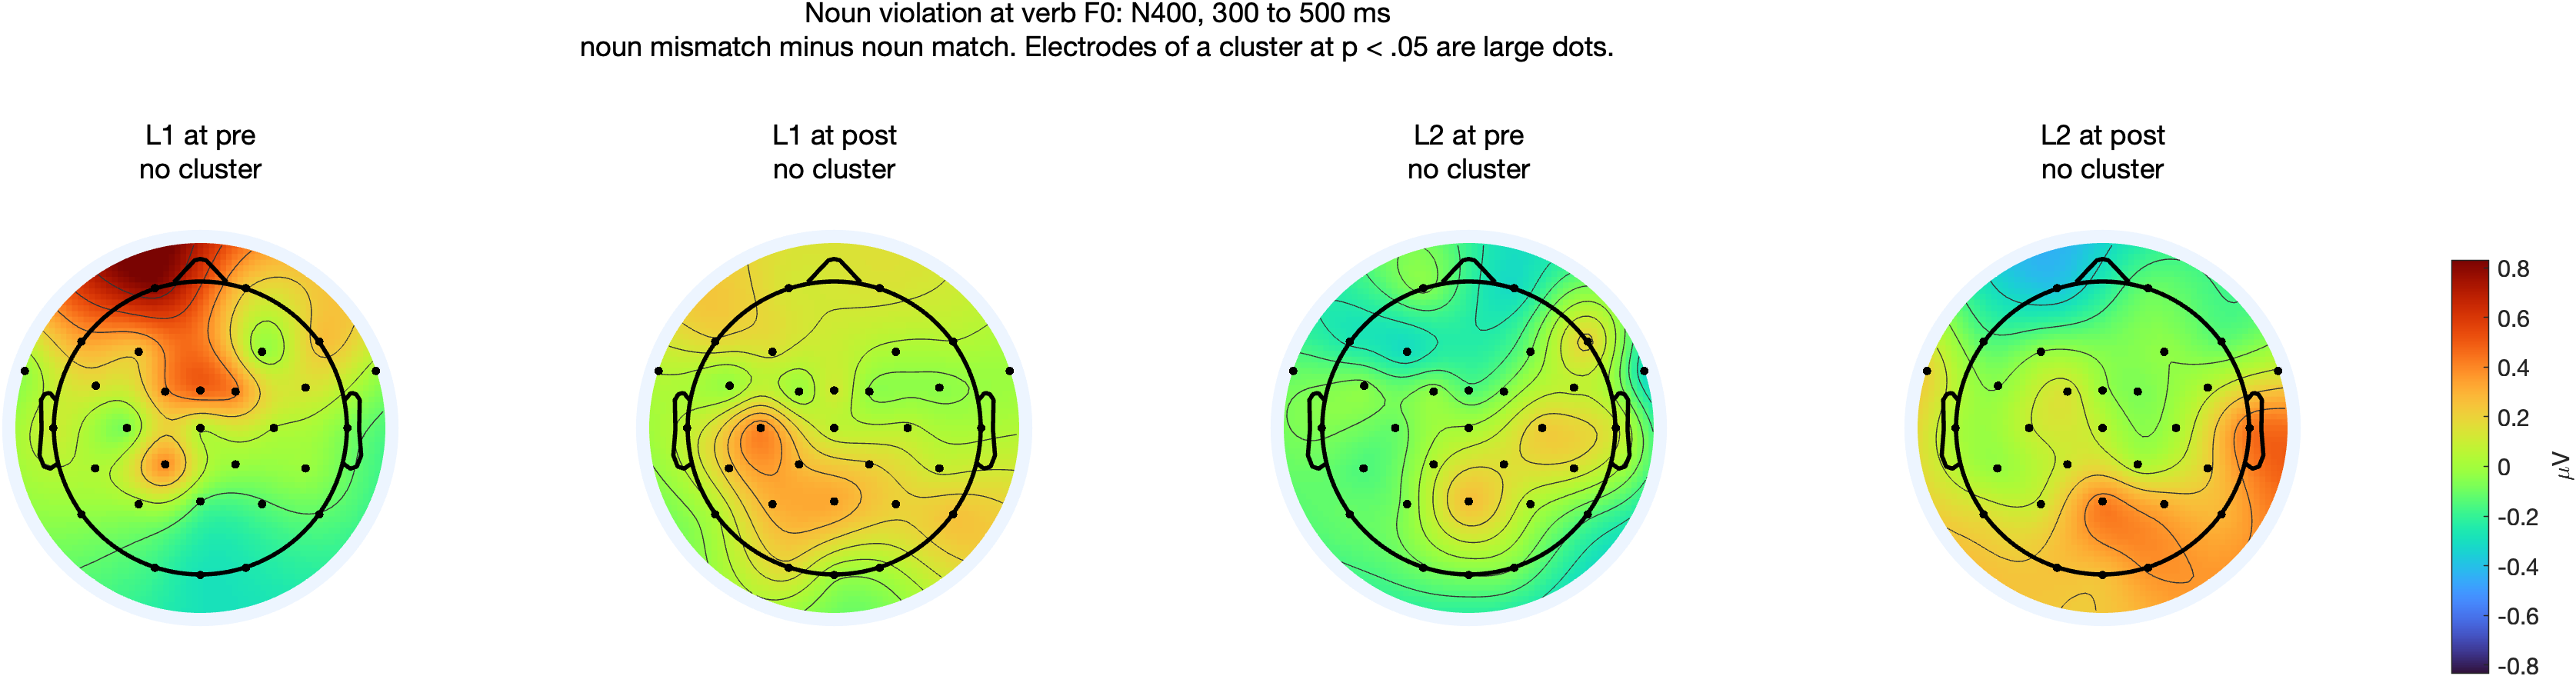 Noun violation at verb F0: N400, 300 to 500 ms
noun mismatch minus noun match. Electrodes of a cluster at p < .05 are large dots.
L1 at pre
no cluster
L1 at post
no cluster
L2 at pre
no cluster
L2 at post
no cluster
0.8
0.6
0.4
0.2
0
-0.2
-0.4
-0.6
-0.8
μV